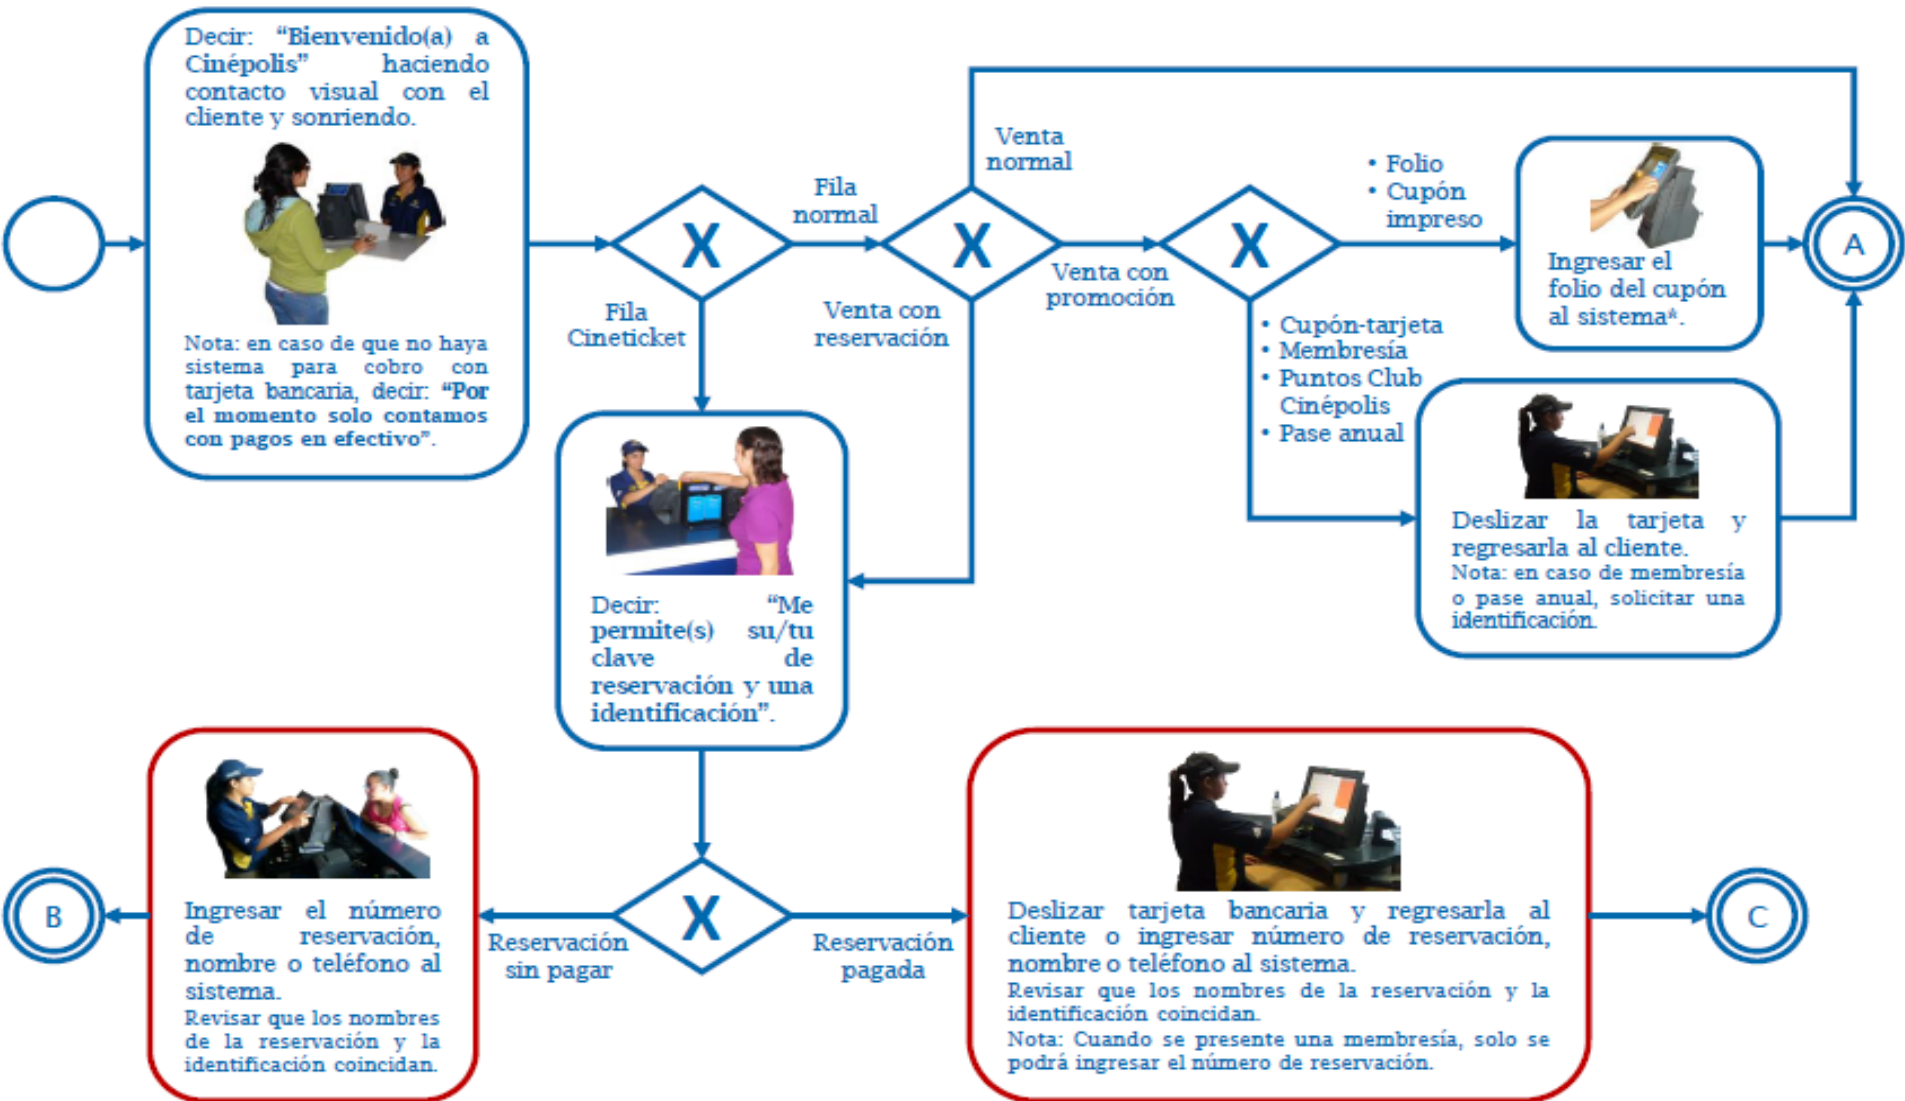 Decir: “Bienvenido(a) a
Cinépolis” haciendo
contacto visual con el
cliente y sonriendo.
Nota: en caso de que no haya
sistema para cobro con
tarjeta bancaria, decir: “Por
el momento solo contamos
con pagos en efectivo”.
X
Fila
normal
Fila
Cineticket
X
Venta
normal
Venta con
promoción
Venta con
reservación
X
• Folio
• Cupón
impreso
• Cupón-tarjeta
• Membresía
• Puntos Club
Cinépolis
• Pase anual
Ingresar el
folio del cupón
al sistema*.
A
Deslizar la tarjeta y
regresarla al cliente.
Nota: en caso de membresía
o pase anual, solicitar una
identificación.
Decir: “Me
permite(s) su/tu
clave de
reservación y una
identificación”.
X
Reservación
sin pagar
Reservación
pagada
Ingresar el número
de reservación,
nombre o teléfono al
sistema.
Revisar que los nombres
de la reservación y la
identificación coincidan.
B
Deslizar tarjeta bancaria y regresarla al
cliente o ingresar número de reservación,
nombre o teléfono al sistema.
Revisar que los nombres de la reservación y la
identificación coincidan.
Nota: Cuando se presente una membresía, solo se
podrá ingresar el número de reservación.
C